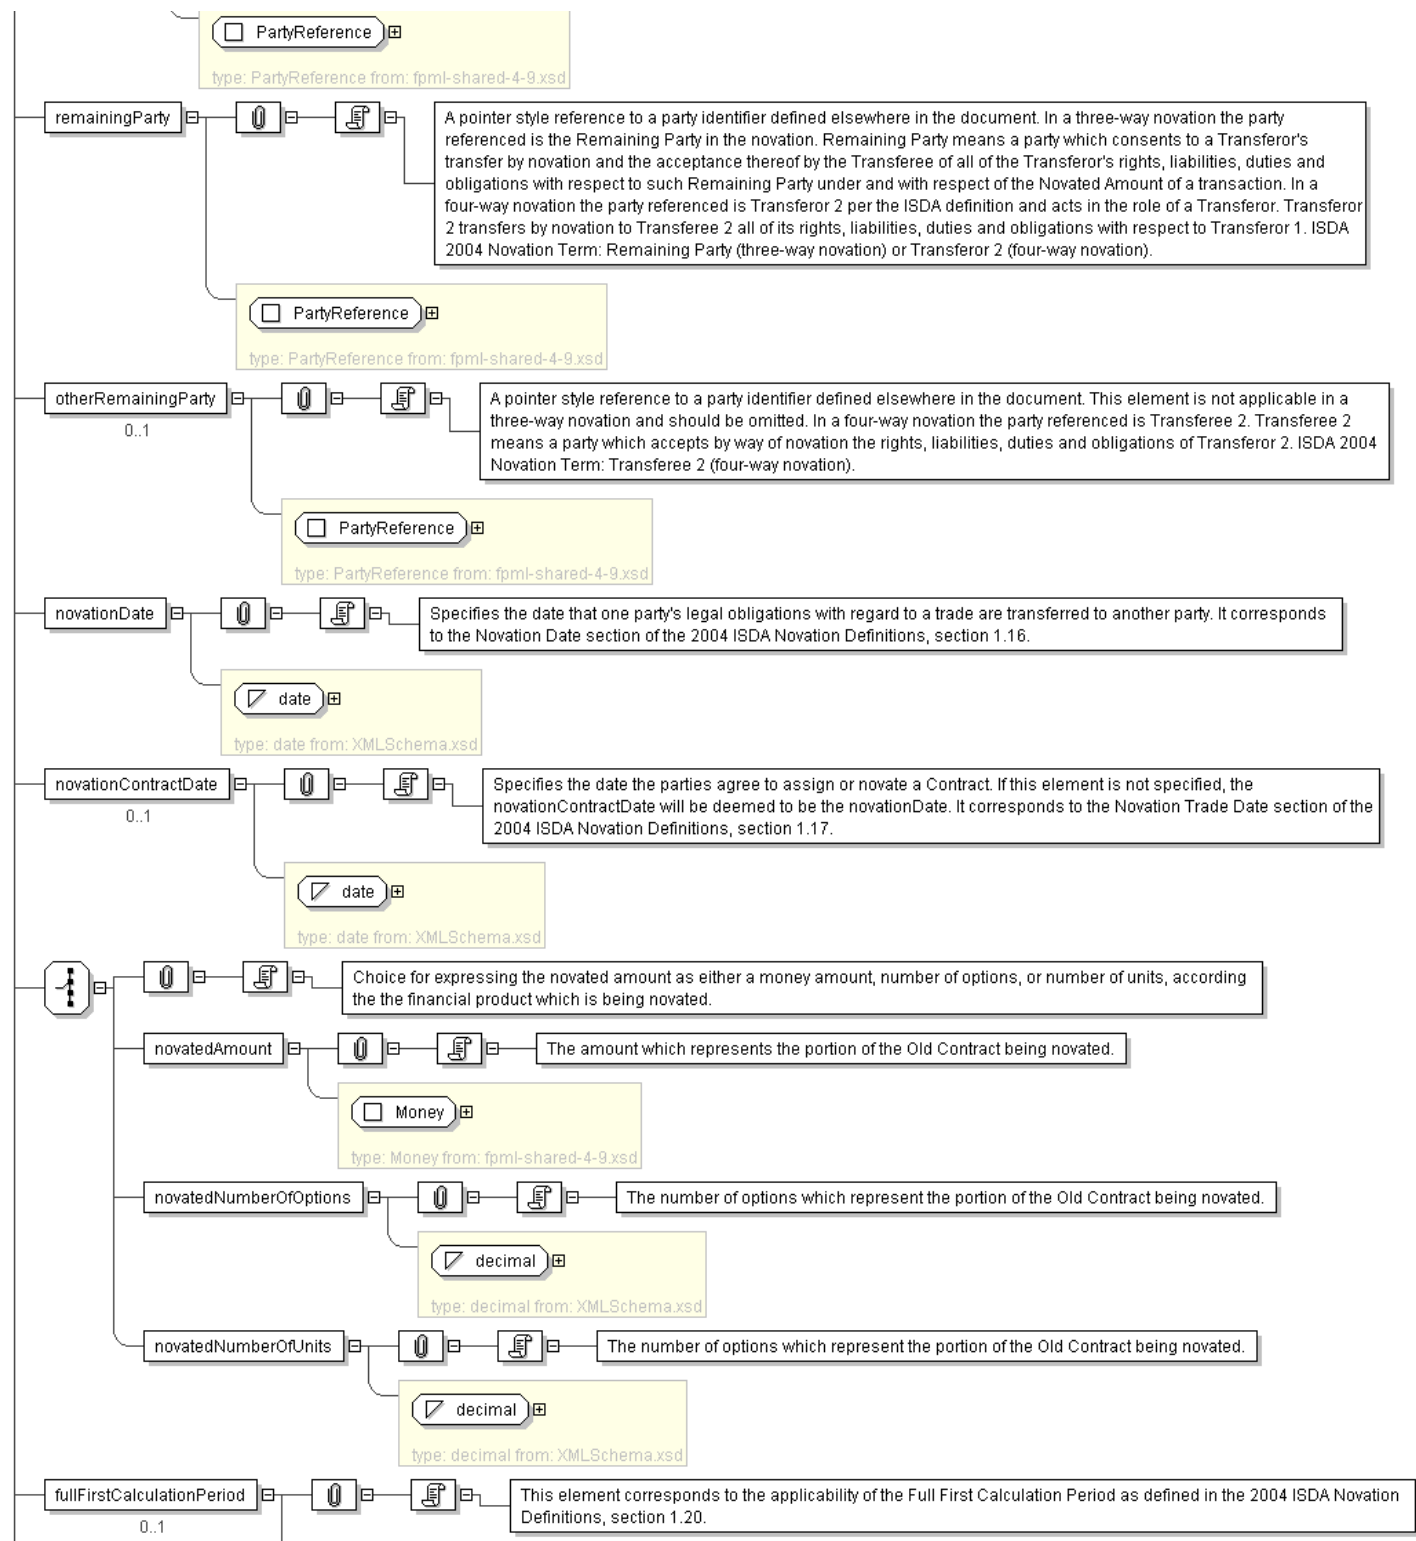 PartyReference
type: PartyReference from: fpml-shared-4-9.xsd
remainingParty
A pointer style reference to a party identifier defined elsewhere in the document. In a three-way novation the party
referenced is the Remaining Party in the novation. Remaining Party means a party which consents to a Transferor's
transfer by novation and the acceptance thereof by the Transferee of all of the Transferor's rights, liabilities, duties and
obligations with respect to such Remaining Party under and with respect of the Novated Amount of a transaction. In a
four-way novation the party referenced is Transferor 2 per the ISDA definition and acts in the role of a Transferor. Transferor
2 transfers by novation to Transferee 2 all of its rights, liabilities, duties and obligations with respect to Transferor 1. ISDA
2004 Novation Term: Remaining Party (three-way novation) or Transferor 2 (four-way novation).
PartyReference
type: PartyReference from: fpml-shared-4-9.xsd
otherRemainingParty
0..1
A pointer style reference to a party identifier defined elsewhere in the document. This element is not applicable in a
three-way novation and should be omitted. In a four-way novation the party referenced is Transferee 2. Transferee 2
means a party which accepts by way of novation the rights, liabilities, duties and obligations of Transferor 2. ISDA 2004
Novation Term: Transferee 2 (four-way novation).
PartyReference
type: PartyReference from: fpml-shared-4-9.xsd
novationDate
Specifies the date that one party's legal obligations with regard to a trade are transferred to another party. It corresponds
to the Novation Date section of the 2004 ISDA Novation Definitions, section 1.16.
date
type: date from: XMLSchema.xsd
novationContractDate
0..1
Specifies the date the parties agree to assign or novate a Contract. If this element is not specified, the
novationContractDate will be deemed to be the novationDate. It corresponds to the Novation Trade Date section of the
2004 ISDA Novation Definitions, section 1.17.
date
type: date from: XMLSchema.xsd
Choice for expressing the novated amount as either a money amount, number of options, or number of units, according
the the financial product which is being novated.
novatedAmount
The amount which represents the portion of the Old Contract being novated.
Money
type: Money from: fpml-shared-4-9.xsd
novatedNumberOfOptions
The number of options which represent the portion of the Old Contract being novated.
decimal
type: decimal from: XMLSchema.xsd
novatedNumberOfUnits
The number of options which represent the portion of the Old Contract being novated.
decimal
type: decimal from: XMLSchema.xsd
fullFirstCalculationPeriod
0..1
This element corresponds to the applicability of the Full First Calculation Period as defined in the 2004 ISDA Novation
Definitions, section 1.20.